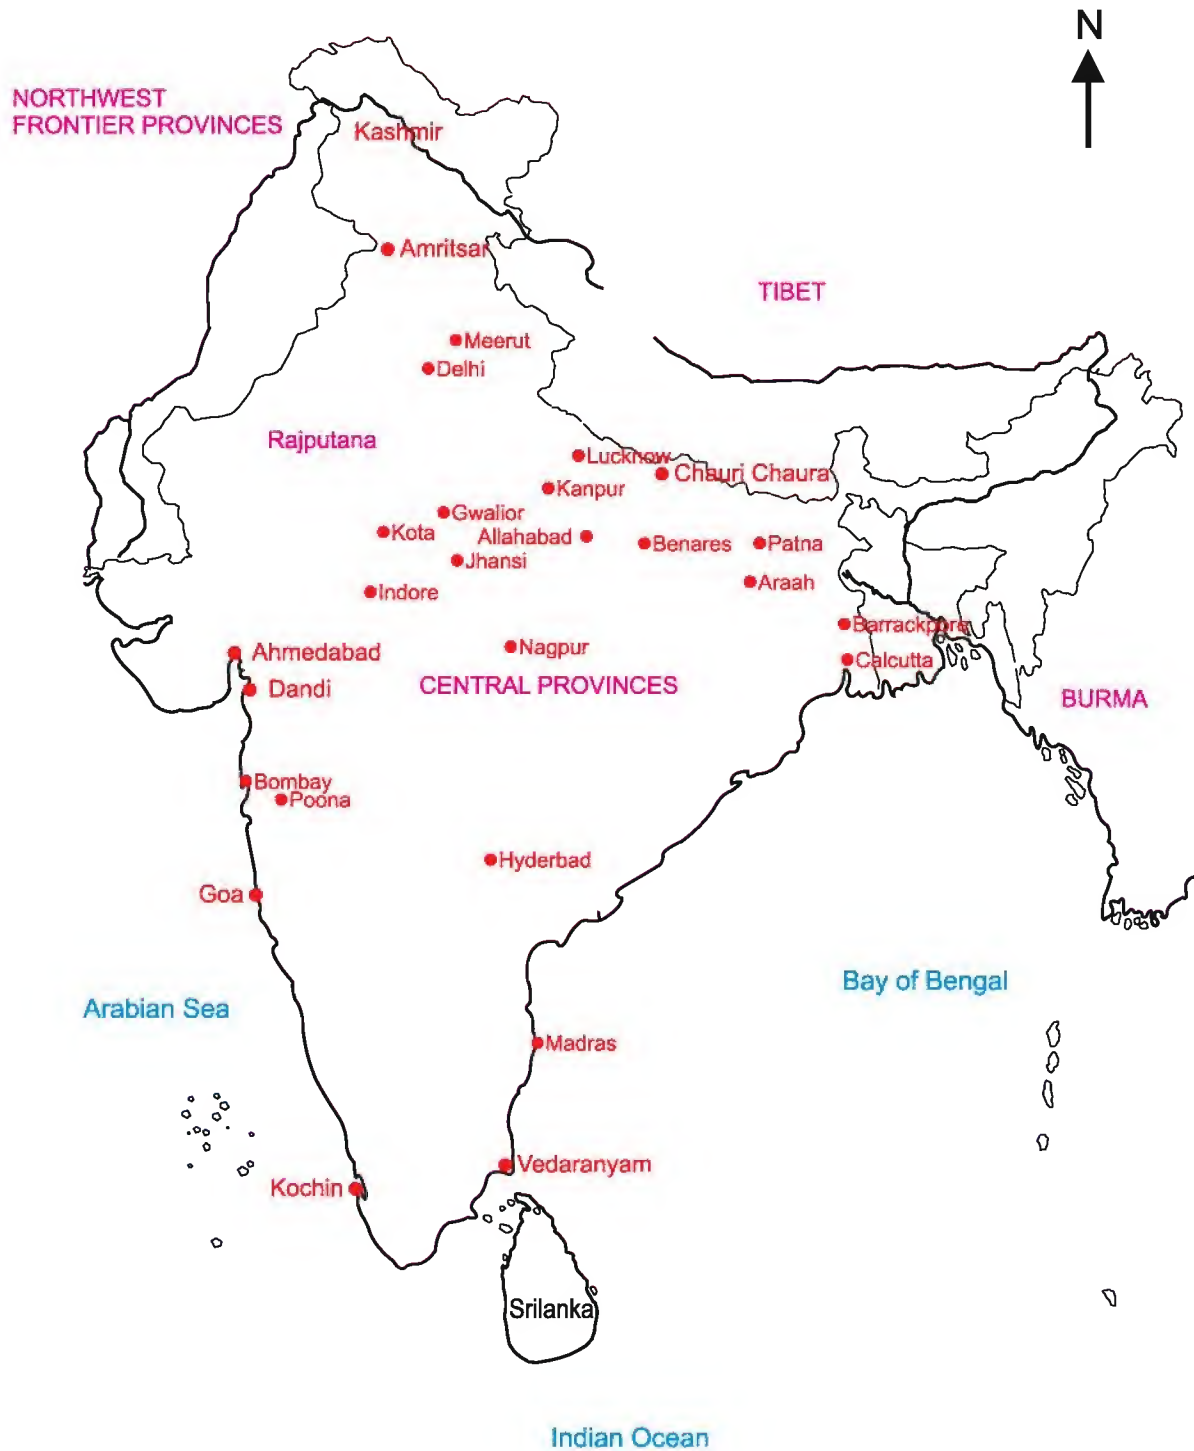 N
NORTHWEST
FRONTIER PROVINCES
Kashmir
Amritsar
TIBET
Meerut
Delhi
Rajputana
Lucknow
Chauri Chaura
Kanpur
Gwalior
Kota
Allahabad
Benares
Patna
Jhansi
Araah
Indore
Barrackpore
Nagpur
Ahmedabad
Calcutta
Dandi
CENTRAL PROVINCES
BURMA
Bombay
Poona
Hyderbad
Goa
Bay of Bengal
Arabian Sea
Madras
Vedaranyam
Kochin
Srilanka
Indian Ocean